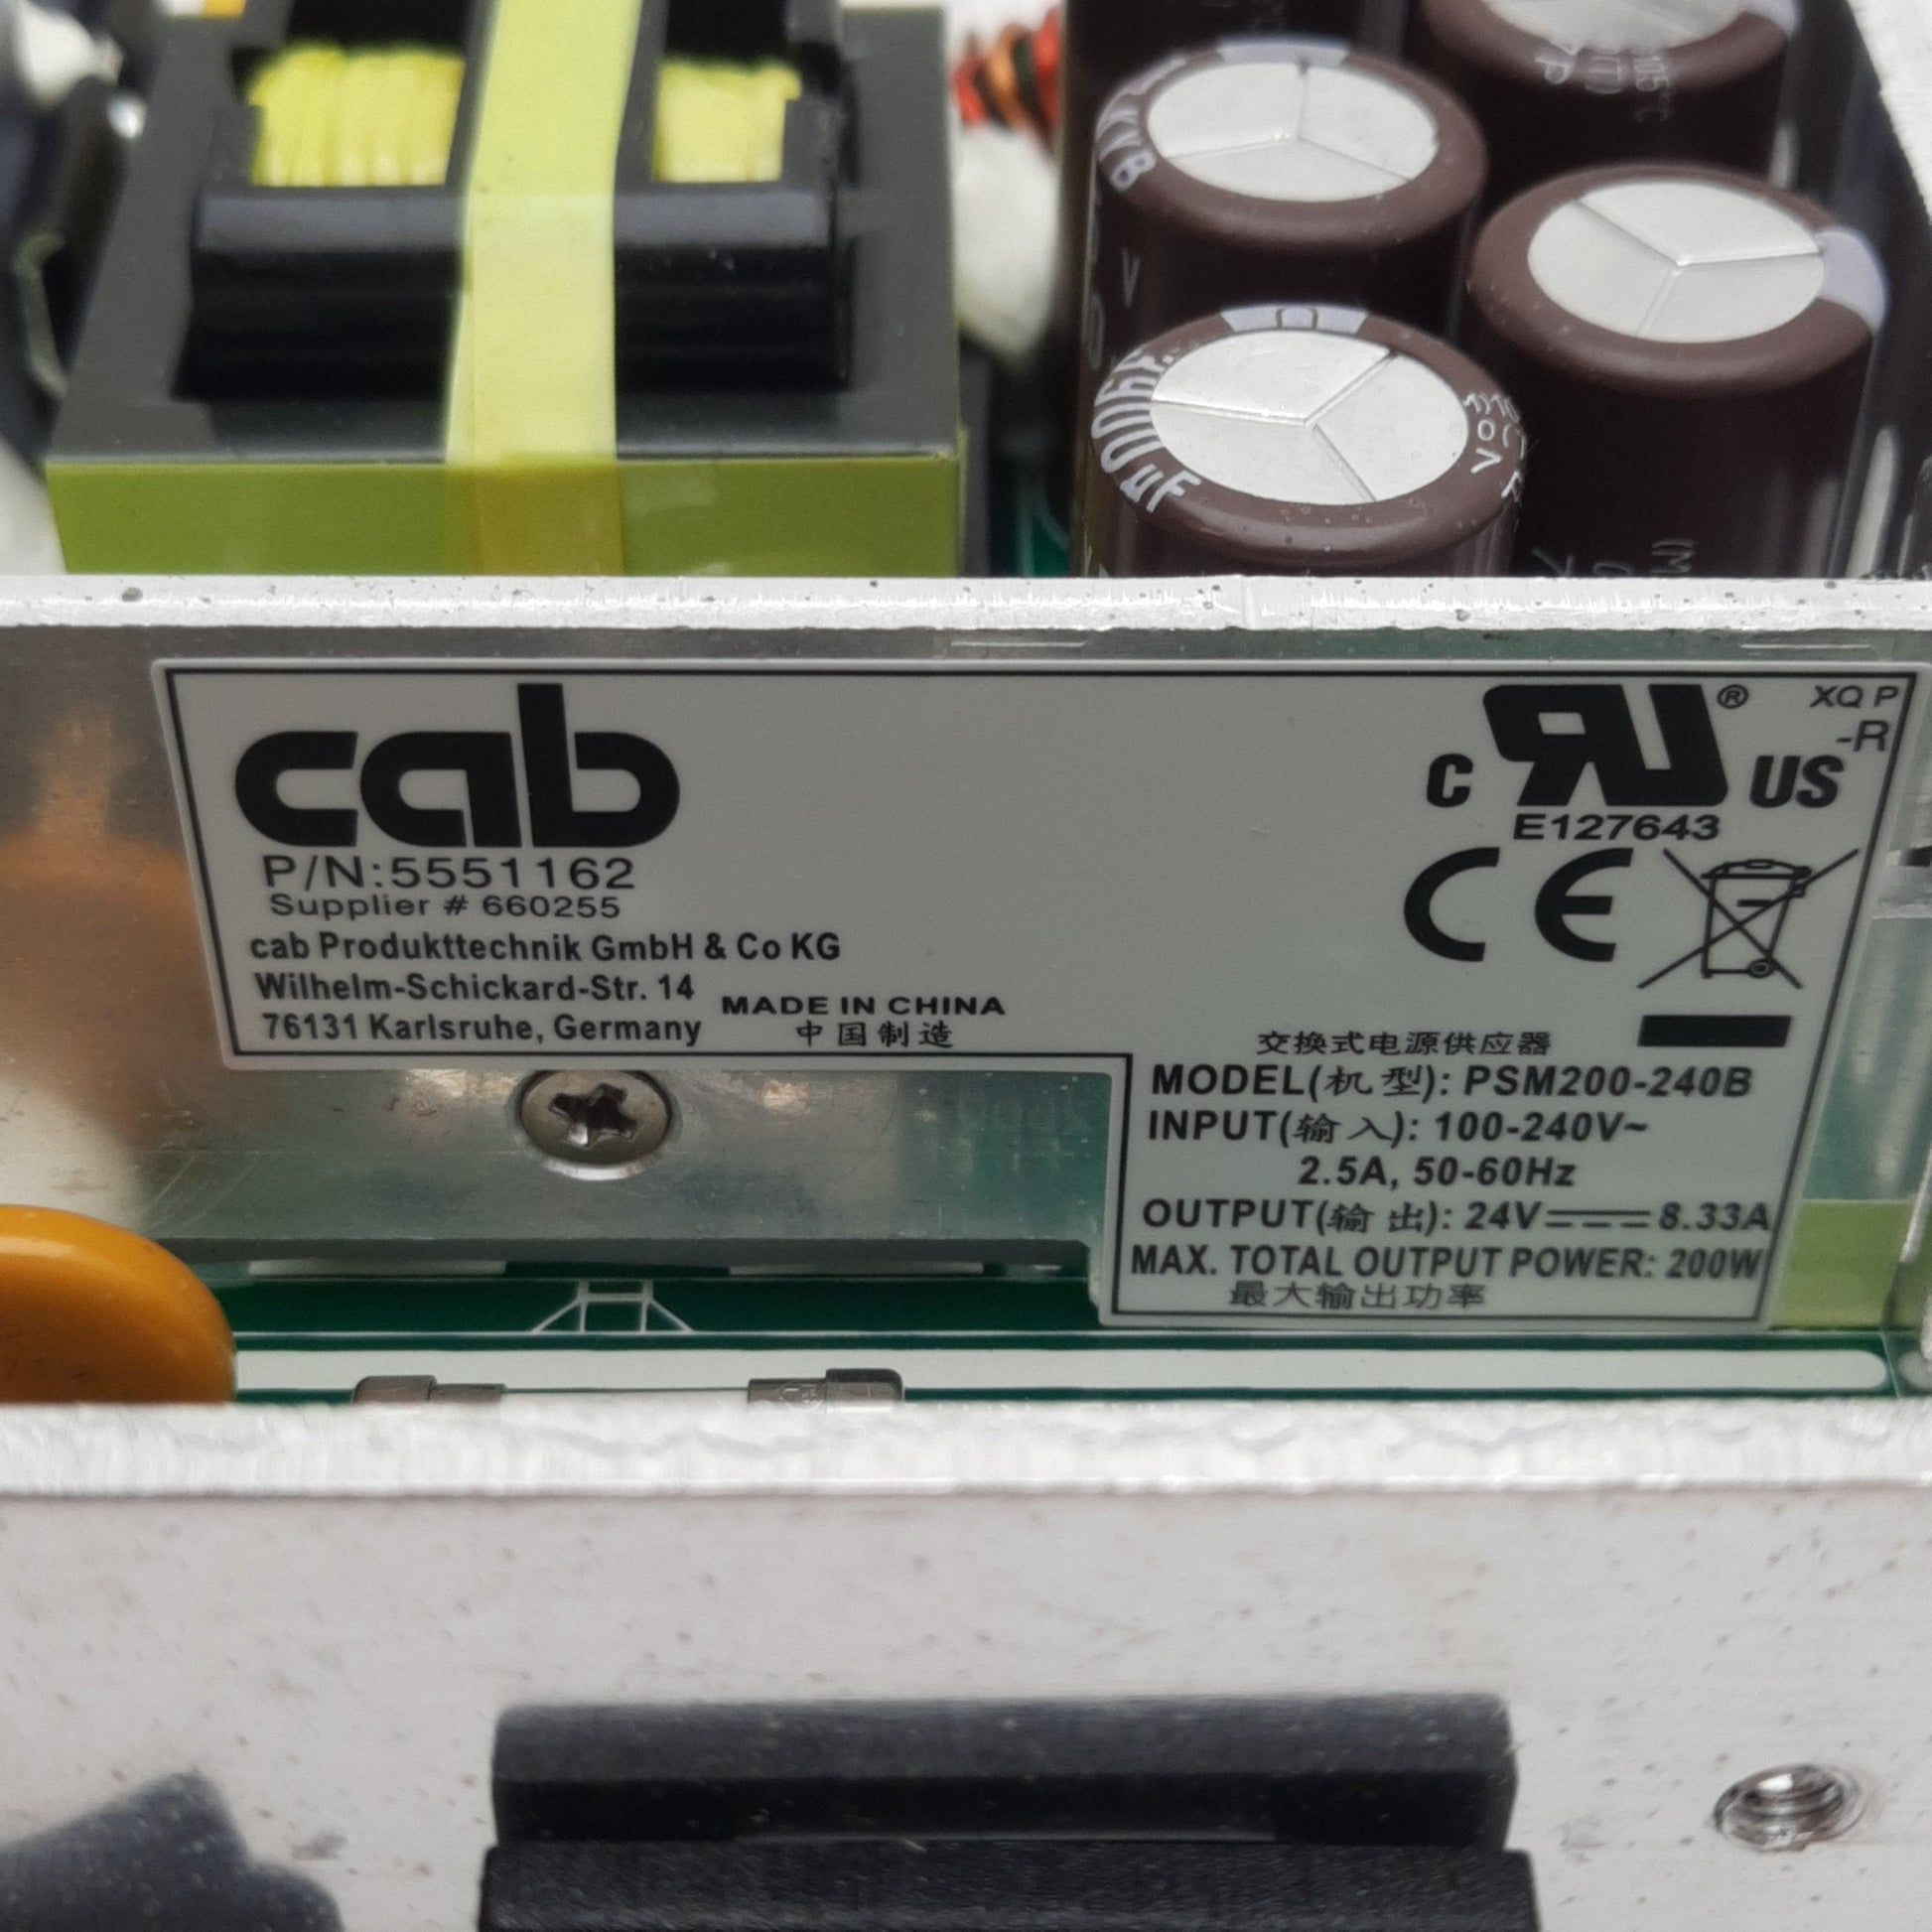 cab
P/N:5551162
Supplier # 660255
cab Produkttechnik GmbH & Co KG
Wilhelm-Schickard-Str. 14
76131 Karlsruhe, Germany
MADE IN CHINA
中国制造
XQ P
-R
C RU® US
E127643
CE
交换式电源供应器
MODEL(机 型): PSM200-240B
INPUT(输 入): 100-240V~
2.5A, 50-60Hz
OUTPUT(输 出): 24V⎓8.33A
MAX. TOTAL OUTPUT POWER: 200W
最大输出功率
105°C